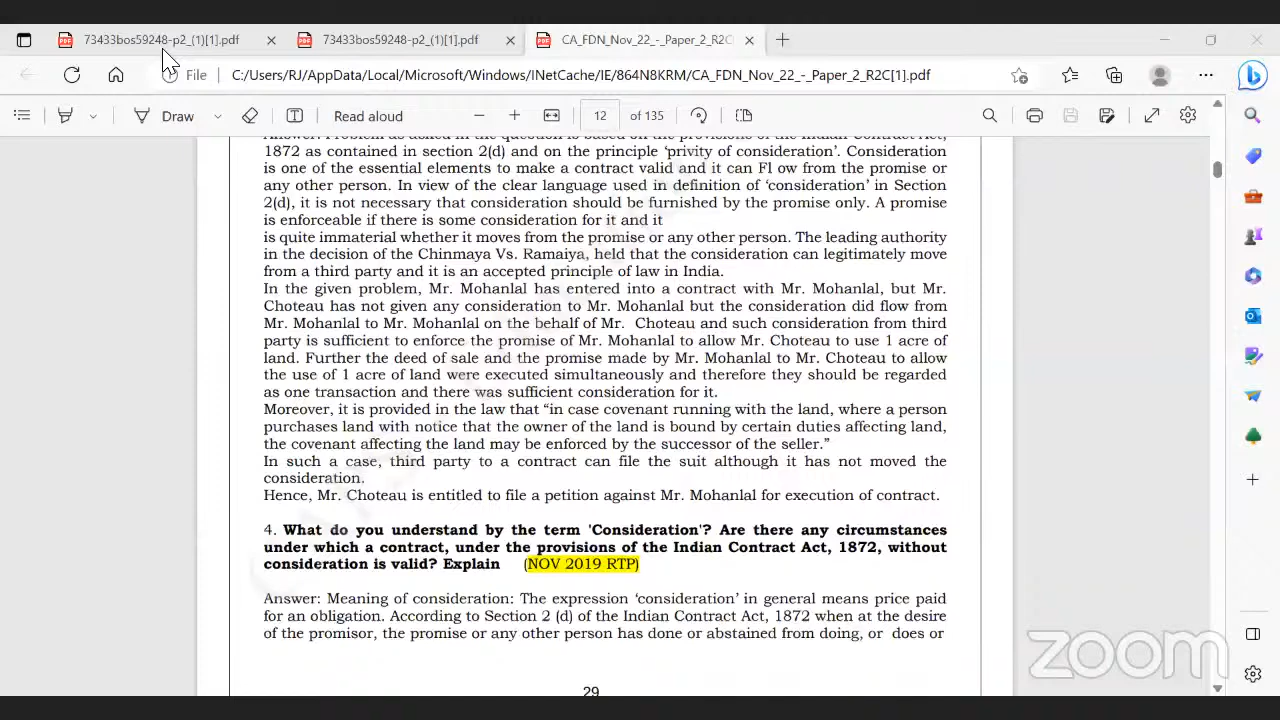 73433bos59248-p2_(1)[1].pdf
73433bos59248-p2_(1)[1].pdf
CA_FDN_Nov_22_-_Paper_2_R2C
File
C:/Users/RJ/AppData/Local/Microsoft/Windows/INetCache/IE/864N8KRM/CA_FDN_Nov_22_-_Paper_2_R2C[1].pdf
Draw
Read aloud
12 of 135
Answer: Problem as asked in the question is based on the provisions of the Indian Contract Act,
1872 as contained in section 2(d) and on the principle ‘privity of consideration’. Consideration
is one of the essential elements to make a contract valid and it can Fl ow from the promise or
any other person. In view of the clear language used in definition of ‘consideration’ in Section
2(d), it is not necessary that consideration should be furnished by the promise only. A promise
is enforceable if there is some consideration for it and it
is quite immaterial whether it moves from the promise or any other person. The leading authority
in the decision of the Chinmaya Vs. Ramaiya, held that the consideration can legitimately move
from a third party and it is an accepted principle of law in India.
In the given problem, Mr. Mohanlal has entered into a contract with Mr. Mohanlal, but Mr.
Choteau has not given any consideration to Mr. Mohanlal but the consideration did flow from
Mr. Mohanlal to Mr. Mohanlal on the behalf of Mr. Choteau and such consideration from third
party is sufficient to enforce the promise of Mr. Mohanlal to allow Mr. Choteau to use 1 acre of
land. Further the deed of sale and the promise made by Mr. Mohanlal to Mr. Choteau to allow
the use of 1 acre of land were executed simultaneously and therefore they should be regarded
as one transaction and there was sufficient consideration for it.
Moreover, it is provided in the law that “in case covenant running with the land, where a person
purchases land with notice that the owner of the land is bound by certain duties affecting land,
the covenant affecting the land may be enforced by the successor of the seller.”
In such a case, third party to a contract can file the suit although it has not moved the
consideration.
Hence, Mr. Choteau is entitled to file a petition against Mr. Mohanlal for execution of contract.
4. What do you understand by the term 'Consideration'? Are there any circumstances
under which a contract, under the provisions of the Indian Contract Act, 1872, without
consideration is valid? Explain (NOV 2019 RTP)
Answer: Meaning of consideration: The expression ‘consideration’ in general means price paid
for an obligation. According to Section 2 (d) of the Indian Contract Act, 1872 when at the desire
of the promisor, the promise or any other person has done or abstained from doing, or does or
29
zoom